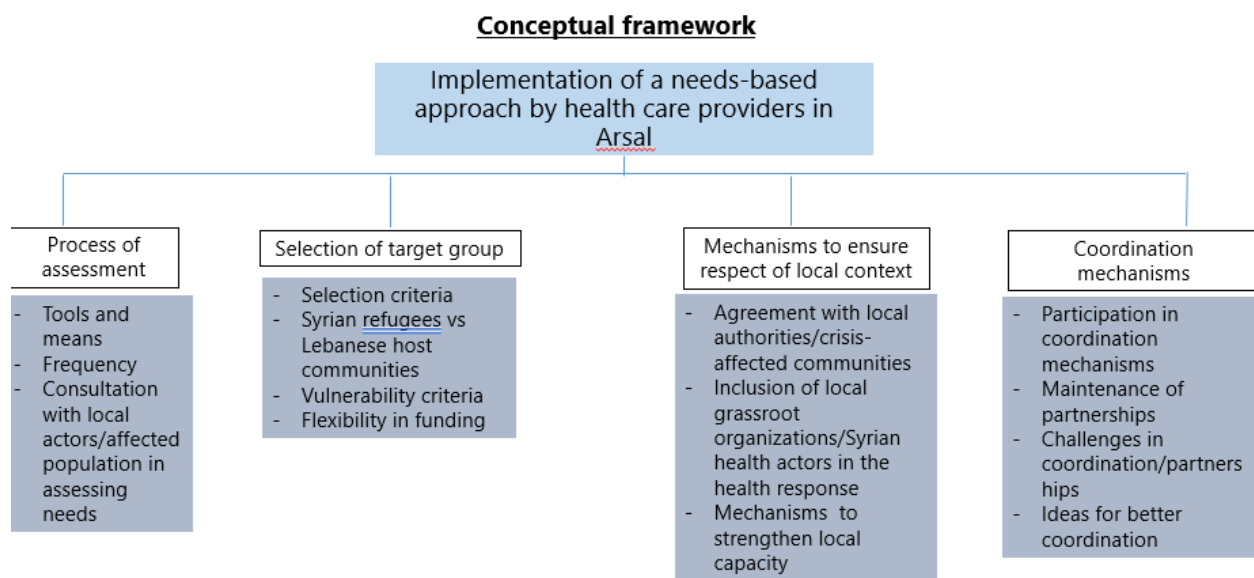 Conceptual framework
Implementation of a needs-based
approach by health care providers in
Arsal
Process of
assessment
- Tools and
means
- Frequency
- Consultation
with local
actors/affected
population in
assessing
needs
Selection of target group
- Selection criteria
- Syrian refugees vs
Lebanese host
communities
- Vulnerability criteria
- Flexibility in funding
Mechanisms to ensure
respect of local context
- Agreement with local
authorities/crisis-
affected communities
- Inclusion of local
grassroot
organizations/Syrian
health actors in the
health response
- Mechanisms to
strengthen local
capacity
Coordination
mechanisms
- Participation in
coordination
mechanisms
- Maintenance of
partnerships
- Challenges in
coordination/partners
hips
- Ideas for better
coordination